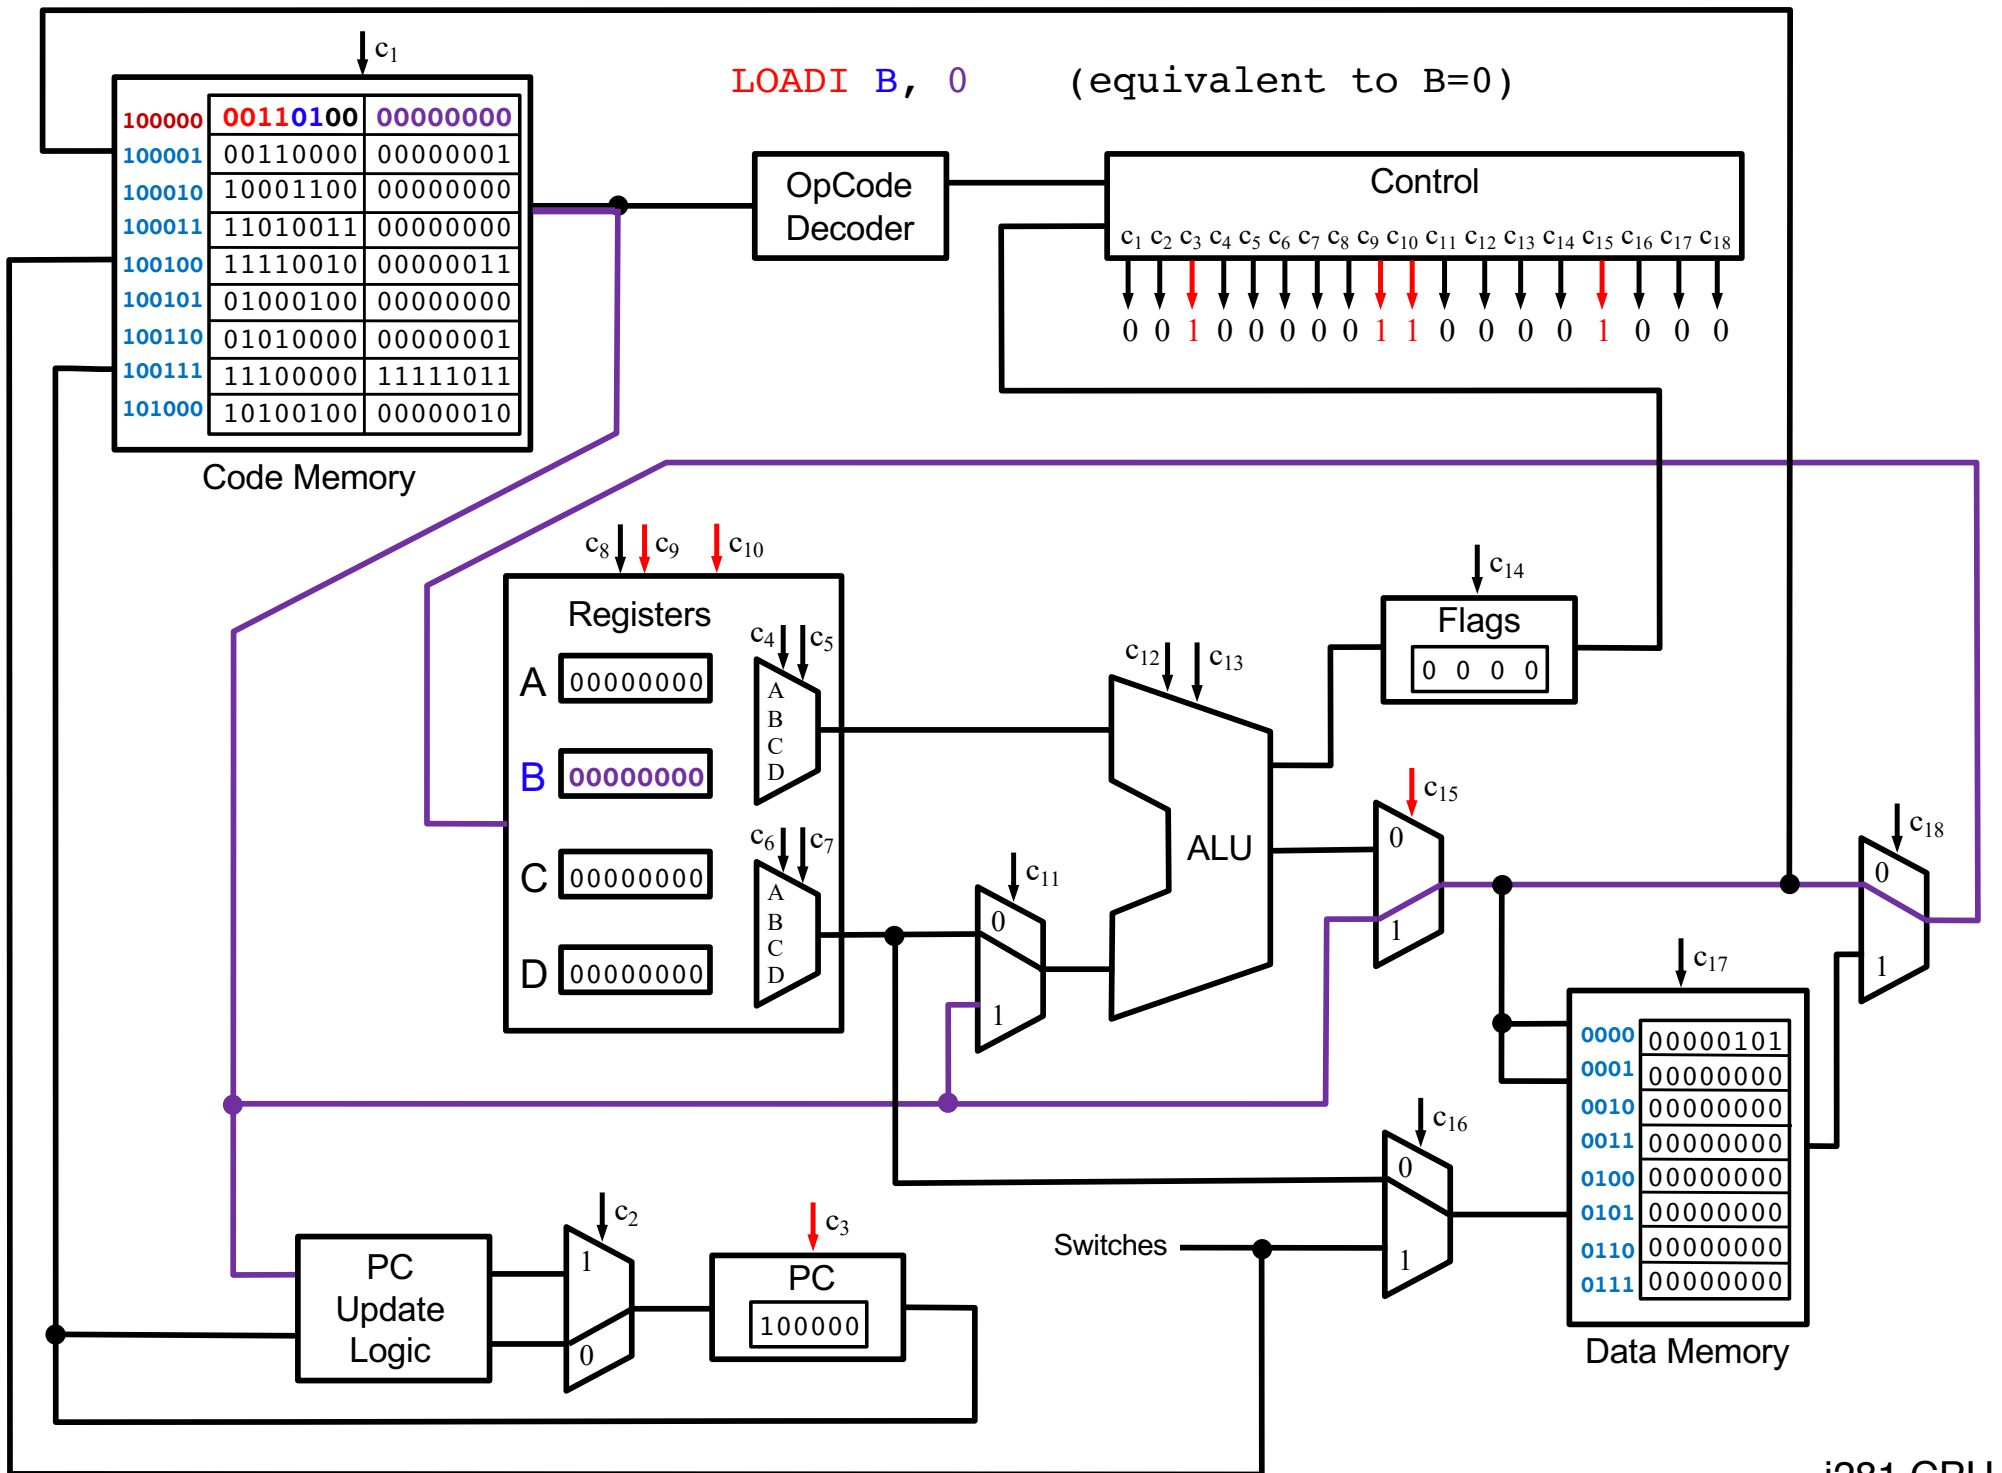 c1
LOADI B, 0 (equivalent to B=0)
100000 00110100 00000000
100001 00110000 00000001
100010 10001100 00000000
100011 11010011 00000000
100100 11110010 00000011
100101 01000100 00000000
100110 01010000 00000001
100111 11100000 11111011
101000 10100100 00000010
Code Memory
OpCode
Decoder
Control
c1 c2 c3 c4 c5 c6 c7 c8 c9 c10 c11 c12 c13 c14 c15 c16 c17 c18
0 0 1 0 0 0 0 0 1 1 0 0 0 0 1 0 0 0
c8 c9 c10
Registers
A 00000000
B 00000000
C 00000000
D 00000000
c4 c5
A
B
C
D
c6 c7
A
B
C
D
c11
0
1
c12 c13
ALU
c14
Flags
0 0 0 0
c15
0
1
c18
0
1
c17
0000 00000101
0001 00000000
0010 00000000
0011 00000000
0100 00000000
0101 00000000
0110 00000000
0111 00000000
Data Memory
c16
0
1
Switches
PC
Update
Logic
c2
1
0
c3
PC
100000